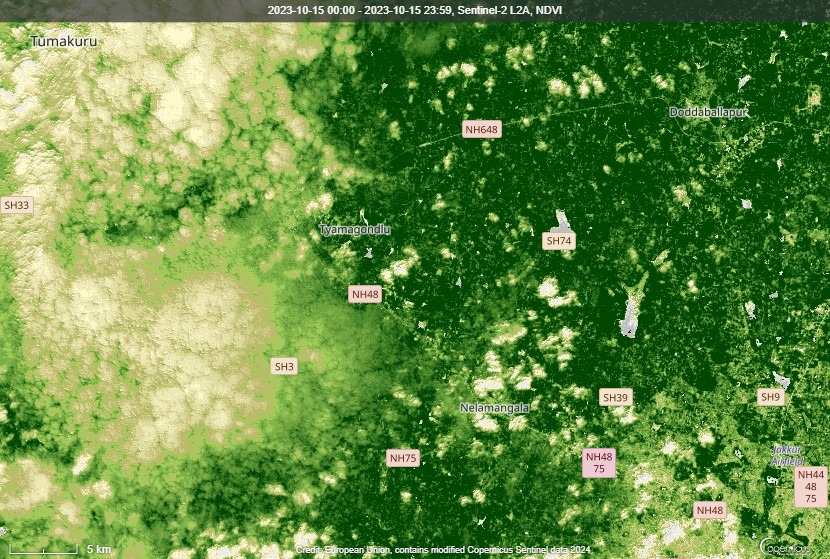 2023-10-15 00:00 - 2023-10-15 23:59, Sentinel-2 L2A, NDVI
Tumakuru
Doddaballapur
NH648
SH33
Tyamagondlu
SH74
NH48
SH3
SH39
SH9
Nelamangala
NH75
NH48
75
Jakkur
Airfield
NH44
48
75
NH48
5 km
Credit: European Union, contains modified Copernicus Sentinel data 2024
opernicus